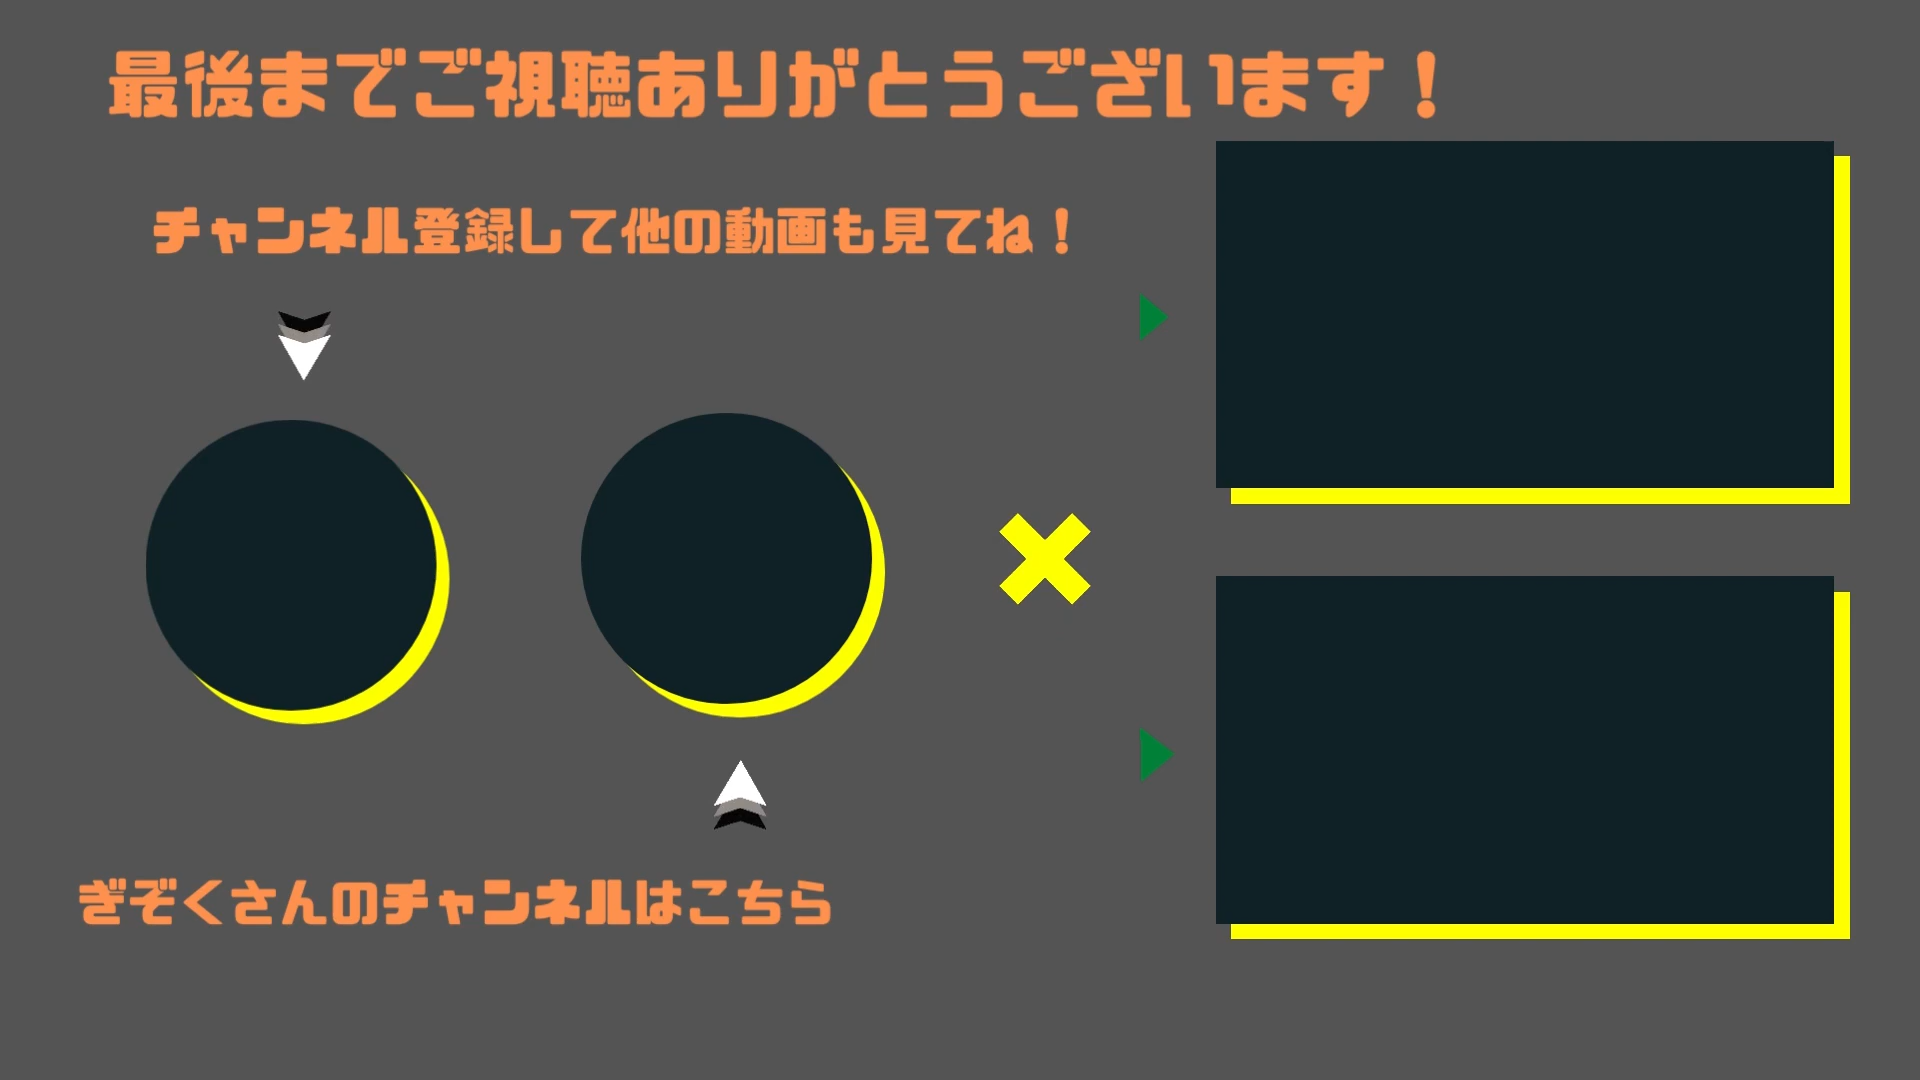 最後までご視聴ありがとうございます！
チャンネル登録して他の動画も見てね！
ぎぞくさんのチャンネルはこちら